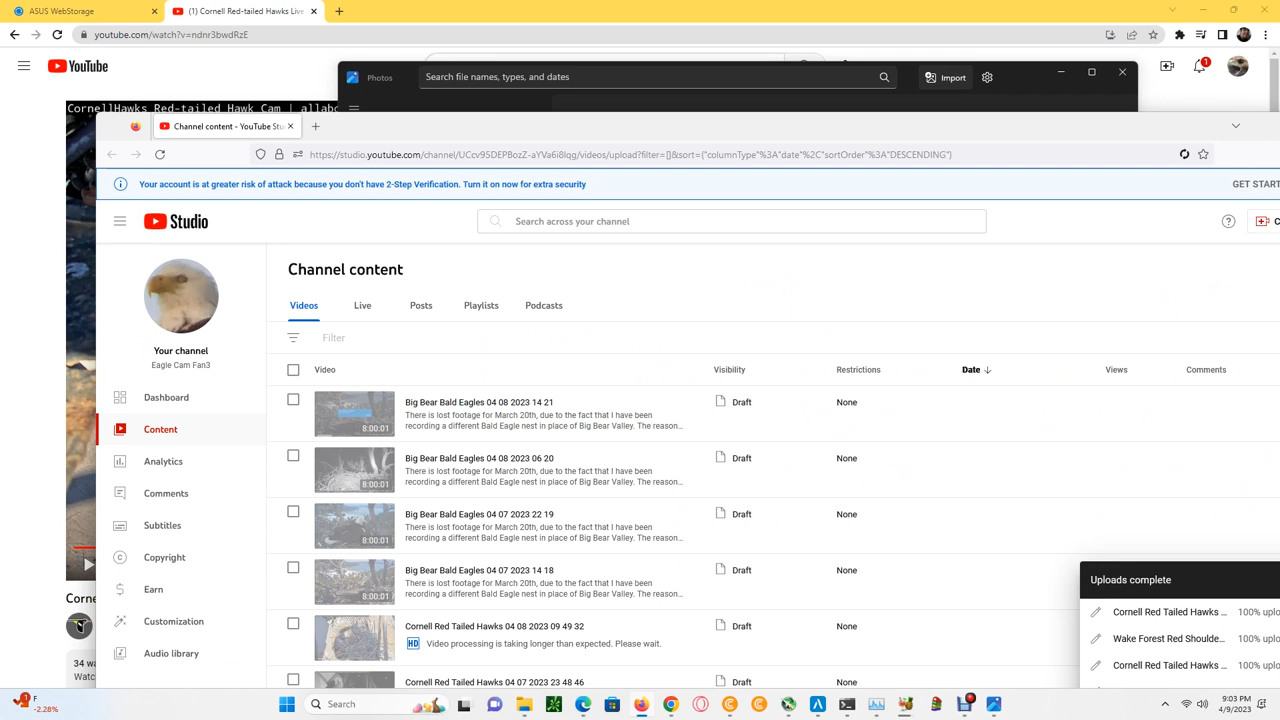 ASUS WebStorage
(1) Cornell Red-tailed Hawks Live
youtube.com/watch?v=ndnr3bwdRzE
YouTube
1
Photos
Search file names, types, and dates
Import
CornellHawks Red-tailed Hawk Cam | allab
Channel content - YouTube Stu
https://studio.youtube.com/channel/UCcv95DEPBozZ-aYVa6i8lqg/videos/upload?filter=[]&sort={"columnType"%3A"date"%2C"sortOrder"%3A"DESCENDING"}
Your account is at greater risk of attack because you don't have 2-Step Verification. Turn it on now for extra security
GET START
Studio
Search across your channel
C
Channel content
Videos
Live
Posts
Playlists
Podcasts
Filter
Your channel
Eagle Cam Fan3
Dashboard
Content
Analytics
Comments
Subtitles
Copyright
Earn
Customization
Audio library
Video
Visibility
Restrictions
Date
Views
Comments
Big Bear Bald Eagles 04 08 2023 14 21
There is lost footage for March 20th, due to the fact that I have been
recording a different Bald Eagle nest in place of Big Bear Valley. The reason...
8:00:01
Draft
None
Big Bear Bald Eagles 04 08 2023 06 20
There is lost footage for March 20th, due to the fact that I have been
recording a different Bald Eagle nest in place of Big Bear Valley. The reason...
8:00:01
Draft
None
Big Bear Bald Eagles 04 07 2023 22 19
There is lost footage for March 20th, due to the fact that I have been
recording a different Bald Eagle nest in place of Big Bear Valley. The reason...
8:00:01
Draft
None
Big Bear Bald Eagles 04 07 2023 14 18
There is lost footage for March 20th, due to the fact that I have been
recording a different Bald Eagle nest in place of Big Bear Valley. The reason...
8:00:01
Draft
None
Cornell Red Tailed Hawks 04 08 2023 09 49 32
HD Video processing is taking longer than expected. Please wait.
Draft
None
Cornell Red Tailed Hawks 04 07 2023 23 48 46
Draft
None
Uploads complete
Cornell Red Tailed Hawks ... 100% uplo
Wake Forest Red Shoulde... 100% uplo
Cornell Red Tailed Hawks ... 100% uplo
Corne
34 wa
Watc
1
F
-2.28%
Search
9:03 PM
4/9/2023